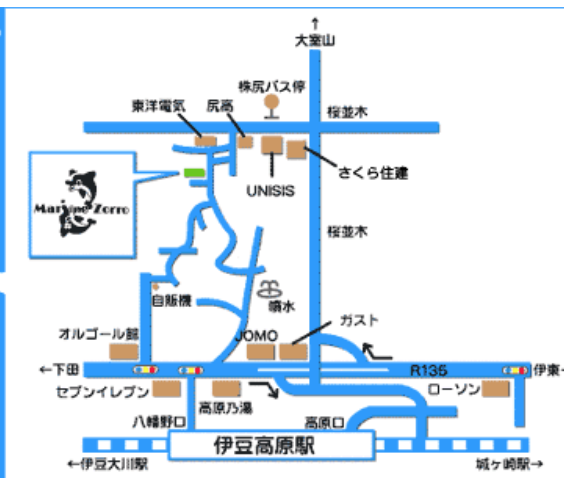 ↑
大室山
株尻バス停
東洋電気
尻高
桜並木
さくら住建
UNISIS
Marine Zorro
桜並木
自販機
噴水
オルゴール館
JOMO
ガスト
←下田
R135
伊東→
セブンイレブン
高原乃湯
ローソン
八幡野口
高原口
伊豆高原駅
←伊豆大川駅
城ヶ崎駅→